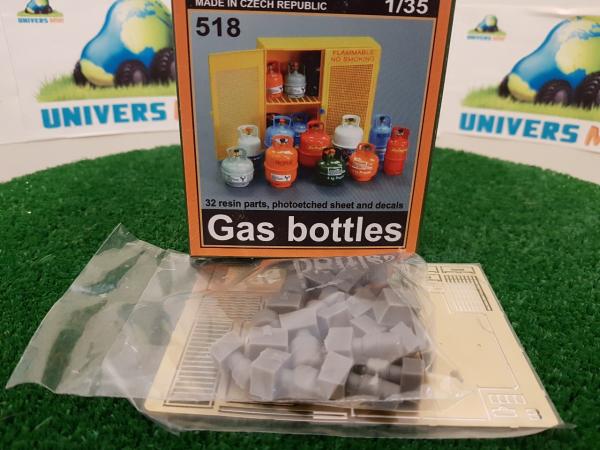 MADE IN CZECH REPUBLIC
1/35
518
FLAMMABLE
NO SMOKING
32 resin parts, photoetched sheet and decals
Gas bottles
UNIVERS
UNIVERS